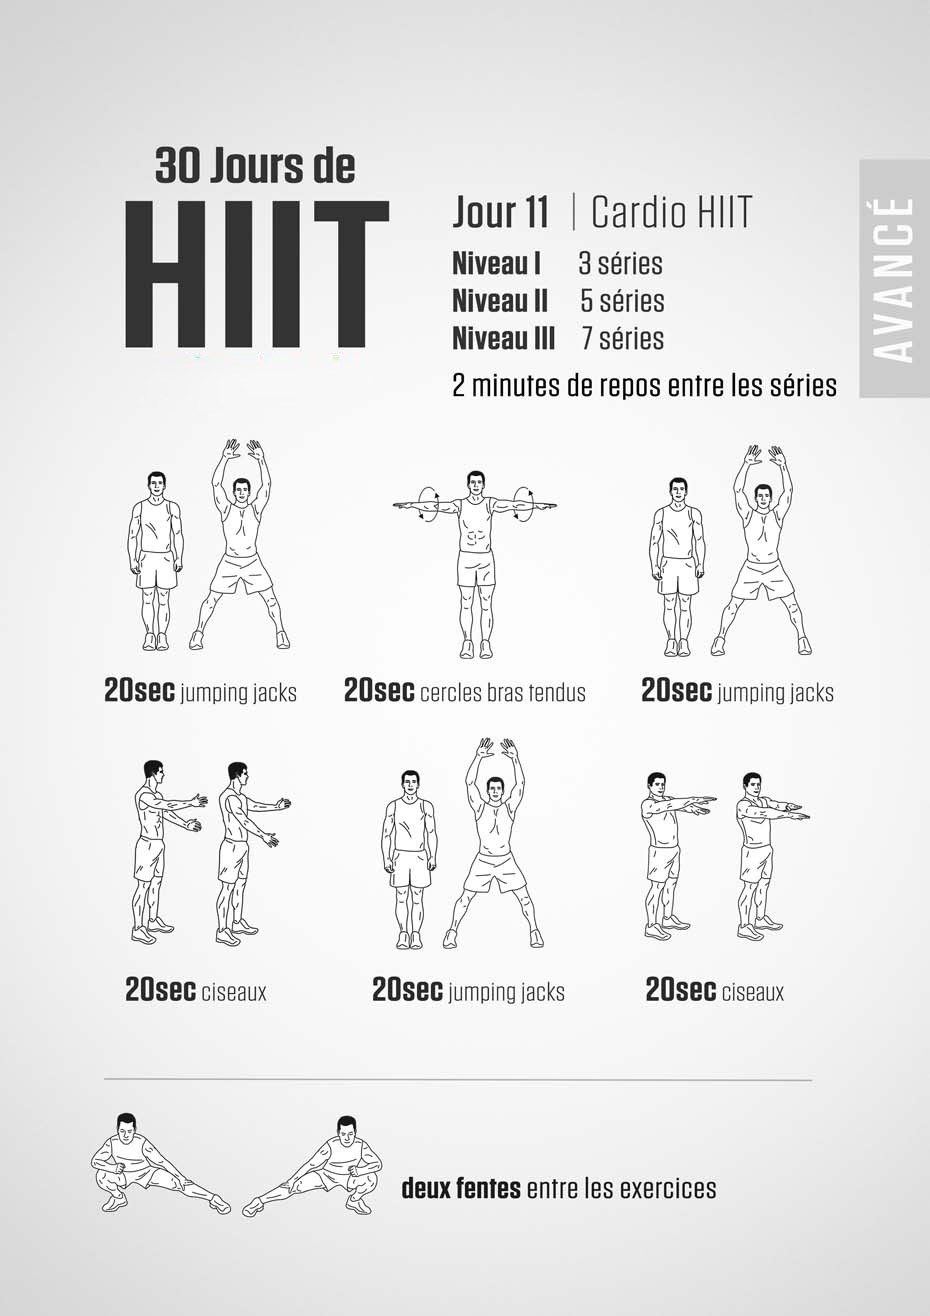 30 Jours de
HIIT
AVANCÉ
Jour 11 | Cardio HIIT
Niveau I 3 séries
Niveau II 5 séries
Niveau III 7 séries
2 minutes de repos entre les séries
20sec jumping jacks
20sec cercles bras tendus
20sec jumping jacks
20sec ciseaux
20sec jumping jacks
20sec ciseaux
deux fentes entre les exercices